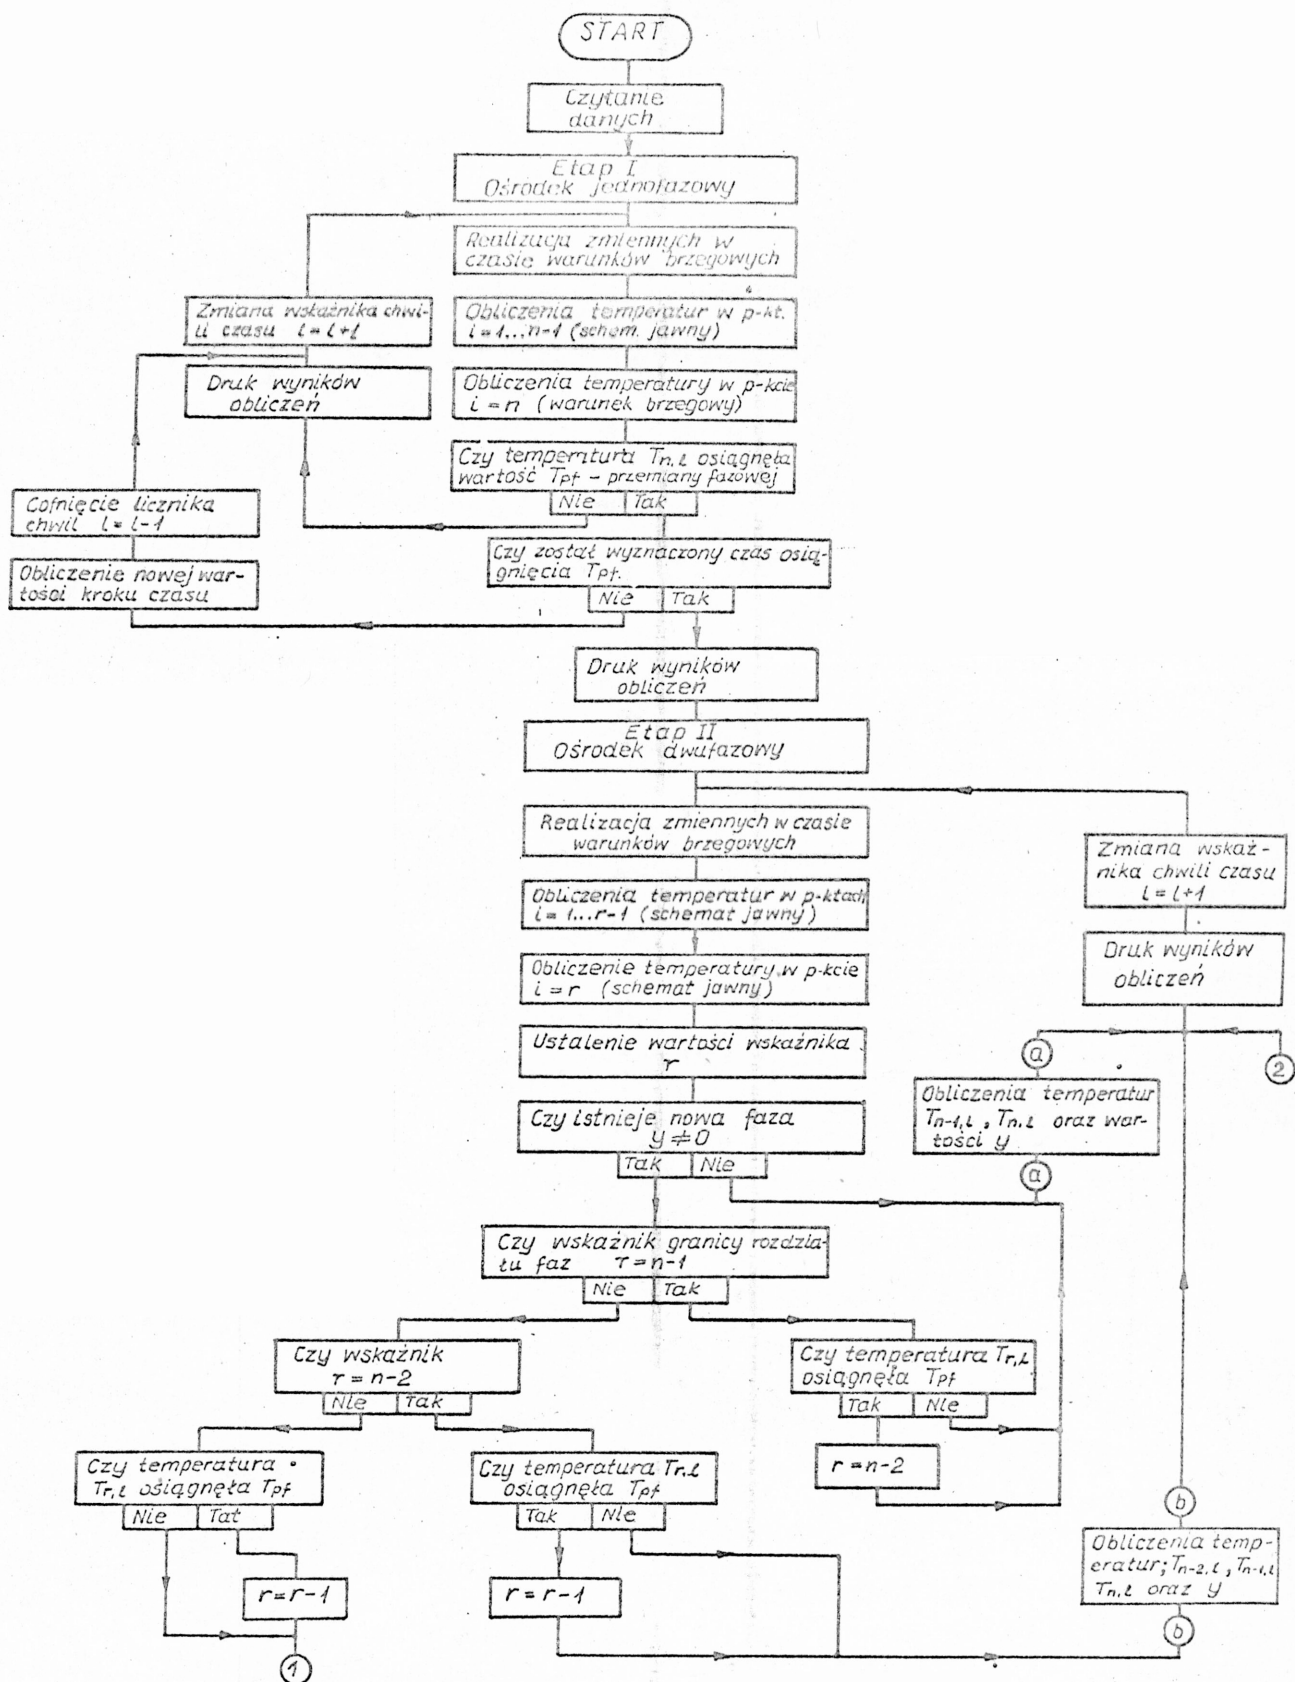 START
Czytanie
danych
Etap I
Ośrodek jednofazowy
Realizacja zmiennych w
czasie warunków brzegowych
Zmiana wskaźnika chwi-
li czasu l=l+1
Obliczenia temperatur w p-kt.
i=1...n-1 (schem. jawny)
Druk wyników
obliczeń
Obliczenia temperatury w p-kcie
i=n (warunek brzegowy)
Czy temperatura Tn,l osiągnęła
wartość Tpf - przemiany fazowej
Nie Tak
Cofnięcie licznika
chwil l=l-1
Czy został wyznaczony czas osią-
gnięcia Tpf.
Nie Tak
Obliczenie nowej war-
tości kroku czasu
Druk wyników
obliczeń
Etap II
Ośrodek dwufazowy
Realizacja zmiennych w czasie
warunków brzegowych
Zmiana wskaź-
nika chwili czasu
l=l+1
Obliczenia temperatur w p-ktach
i=1...r-1 (schemat jawny)
Druk wyników
obliczeń
Obliczenie temperatury w p-kcie
i=r (schemat jawny)
Ustalenie wartości wskaźnika
r
a
2
Obliczenia temperatur
Tn-1,l , Tn,l oraz war-
tości y
a
Czy istnieje nowa faza
y≠0
Tak Nie
Czy wskaźnik granicy rozdzia-
łu faz r=n-1
Nie Tak
Czy wskaźnik
r=n-2
Nie Tak
Czy temperatura Tr,l
osiągnęła Tpf
Tak Nie
r=n-2
Czy temperatura
Tr,l osiągnęła Tpf
Nie Tat
Czy temperatura Tr,l
osiągnęła Tpf
Tak Nie
b
Obliczenia temp-
eratur; Tn-2,l , Tn-1,l
Tn,l oraz y
b
r=r-1
r=r-1
1